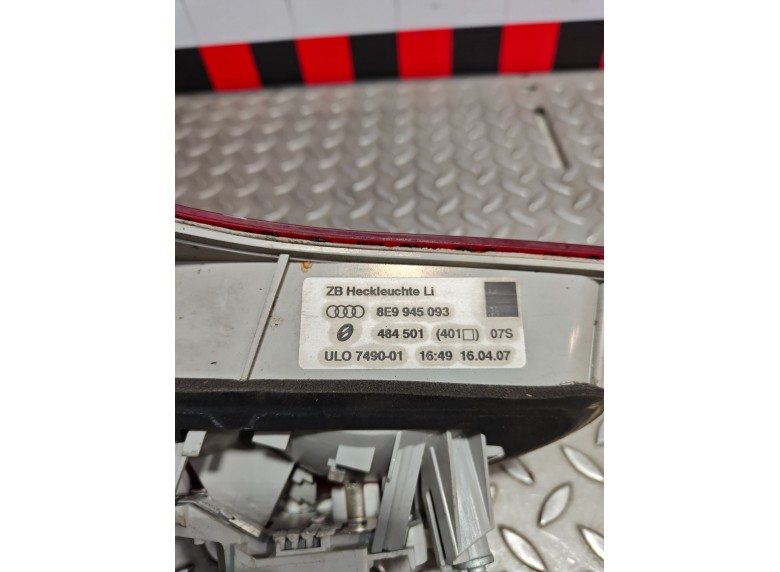 ZB Heckleuchte Li
8E9 945 093
484 501 (401□) 07S
ULO 7490-01 16:49 16.04.07